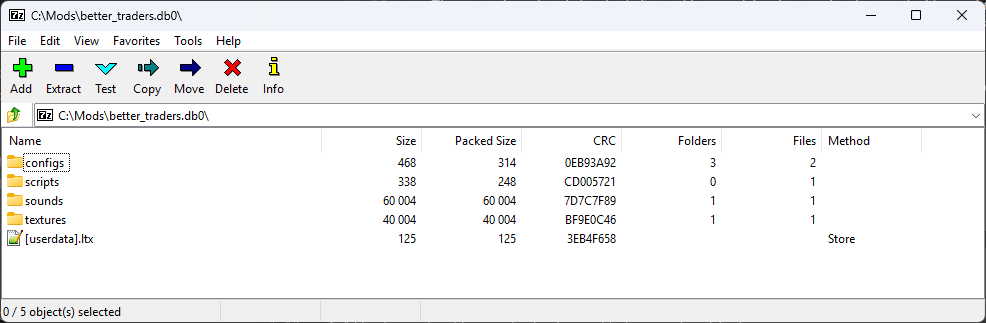 7z C:\Mods\better_traders.db0\
File Edit View Favorites Tools Help
Add Extract Test Copy Move Delete Info
7z C:\Mods\better_traders.db0\
Name Size Packed Size CRC Folders Files Method
configs 468 314 0EB93A92 3 2
scripts 338 248 CD005721 0 1
sounds 60 004 60 004 7D7C7F89 1 1
textures 40 004 40 004 BF9E0C46 1 1
[userdata].ltx 125 125 3EB4F658 Store
0 / 5 object(s) selected